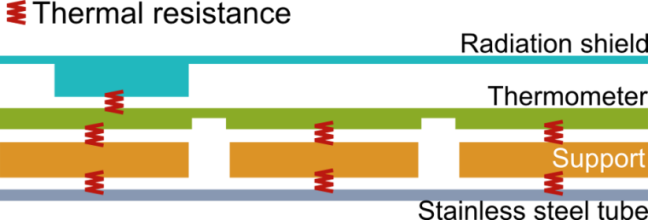 Thermal resistance
Radiation shield
Thermometer
Support
Stainless steel tube